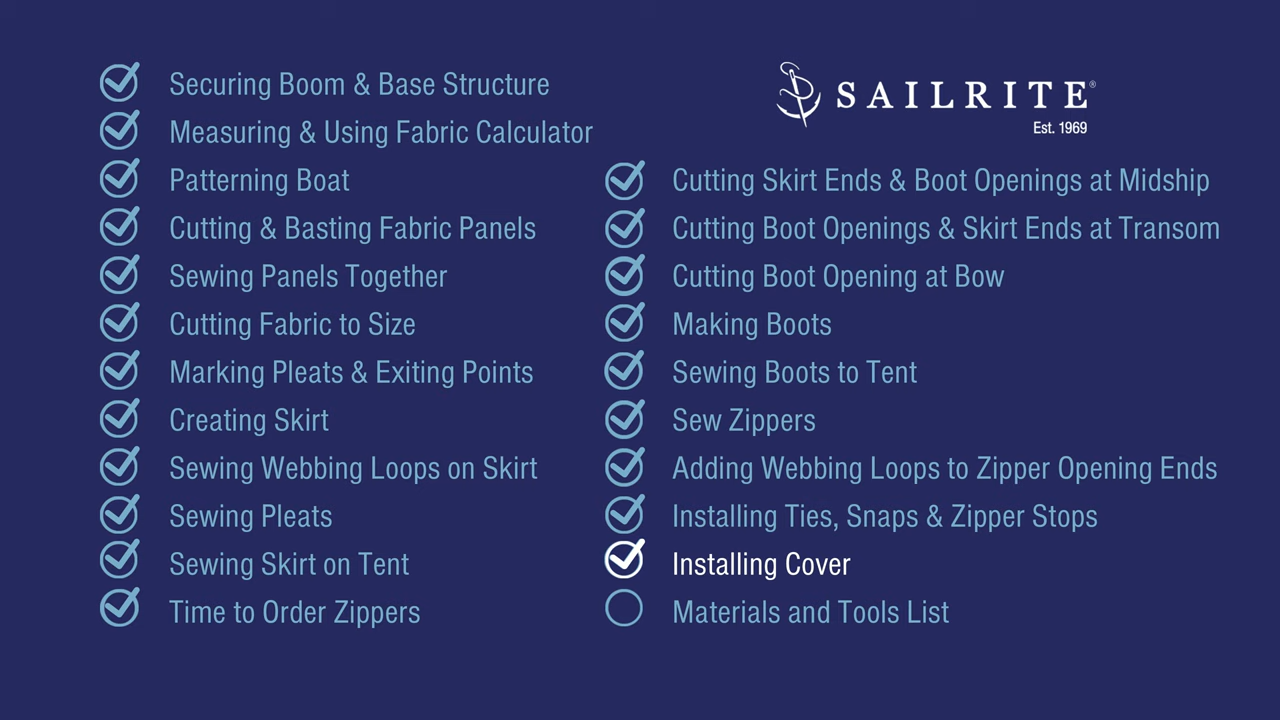 Securing Boom & Base Structure
Measuring & Using Fabric Calculator
Patterning Boat
Cutting & Basting Fabric Panels
Sewing Panels Together
Cutting Fabric to Size
Marking Pleats & Exiting Points
Creating Skirt
Sewing Webbing Loops on Skirt
Sewing Pleats
Sewing Skirt on Tent
Time to Order Zippers
SAILRITE®
Est. 1969
Cutting Skirt Ends & Boot Openings at Midship
Cutting Boot Openings & Skirt Ends at Transom
Cutting Boot Opening at Bow
Making Boots
Sewing Boots to Tent
Sew Zippers
Adding Webbing Loops to Zipper Opening Ends
Installing Ties, Snaps & Zipper Stops
Installing Cover
Materials and Tools List